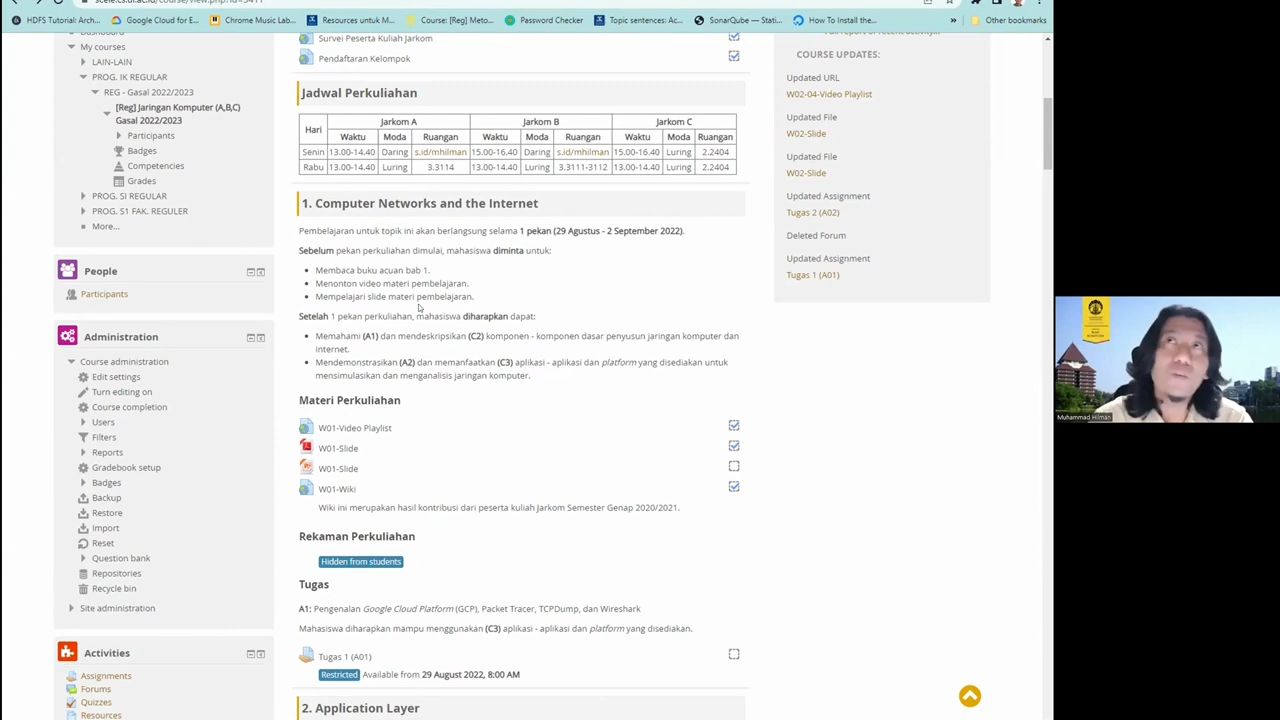 HDFS Tutorial: Arch...
Google Cloud for E...
Chrome Music Lab...
Resources untuk M...
Course: [Reg] Meto...
Password Checker
Topic sentences: Ac...
SonarQube — Stati...
How To Install the...
»
Other bookmarks
Dashboard
My courses
LAIN-LAIN
PROG. IK REGULAR
REG - Gasal 2022/2023
[Reg] Jaringan Komputer (A,B,C)
Gasal 2022/2023
Participants
Badges
Competencies
Grades
PROG. SI REGULAR
PROG. S1 FAK. REGULER
More...
People
Participants
Administration
Course administration
Edit settings
Turn editing on
Course completion
Users
Filters
Reports
Gradebook setup
Badges
Backup
Restore
Import
Reset
Question bank
Repositories
Recycle bin
Site administration
Activities
Assignments
Forums
Quizzes
Resources
Survei Peserta Kuliah Jarkom
Pendaftaran Kelompok
Jadwal Perkuliahan
Hari Jarkom A Jarkom B Jarkom C
Waktu Moda Ruangan Waktu Moda Ruangan Waktu Moda Ruangan
Senin 13.00-14.40 Daring s.id/mhilman 15.00-16.40 Daring s.id/mhilman 15.00-16.40 Luring 2.2404
Rabu 13.00-14.40 Luring 3.3114 13.00-14.40 Luring 3.3111-3112 13.00-14.40 Luring 2.2404
1. Computer Networks and the Internet
Pembelajaran untuk topik ini akan berlangsung selama 1 pekan (29 Agustus - 2 September 2022).
Sebelum pekan perkuliahan dimulai, mahasiswa diminta untuk:
Membaca buku acuan bab 1.
Menonton video materi pembelajaran.
Mempelajari slide materi pembelajaran.
Setelah 1 pekan perkuliahan, mahasiswa diharapkan dapat:
Memahami (A1) dan mendeskripsikan (C2) komponen - komponen dasar penyusun jaringan komputer dan
Internet.
Mendemonstrasikan (A2) dan memanfaatkan (C3) aplikasi - aplikasi dan platform yang disediakan untuk
mensimulasikan dan menganalisis jaringan komputer.
Materi Perkuliahan
W01-Video Playlist
W01-Slide
W01-Slide
W01-Wiki
Wiki ini merupakan hasil kontribusi dari peserta kuliah Jarkom Semester Genap 2020/2021.
Rekaman Perkuliahan
Hidden from students
Tugas
A1: Pengenalan Google Cloud Platform (GCP), Packet Tracer, TCPDump, dan Wireshark
Mahasiswa diharapkan mampu menggunakan (C3) aplikasi - aplikasi dan platform yang disediakan.
Tugas 1 (A01)
Restricted Available from 29 August 2022, 8:00 AM
2. Application Layer
COURSE UPDATES:
Updated URL
W02-04-Video Playlist
Updated File
W02-Slide
Updated File
W02-Slide
Updated Assignment
Tugas 2 (A02)
Deleted Forum
Updated Assignment
Tugas 1 (A01)
Muhammad Hilman